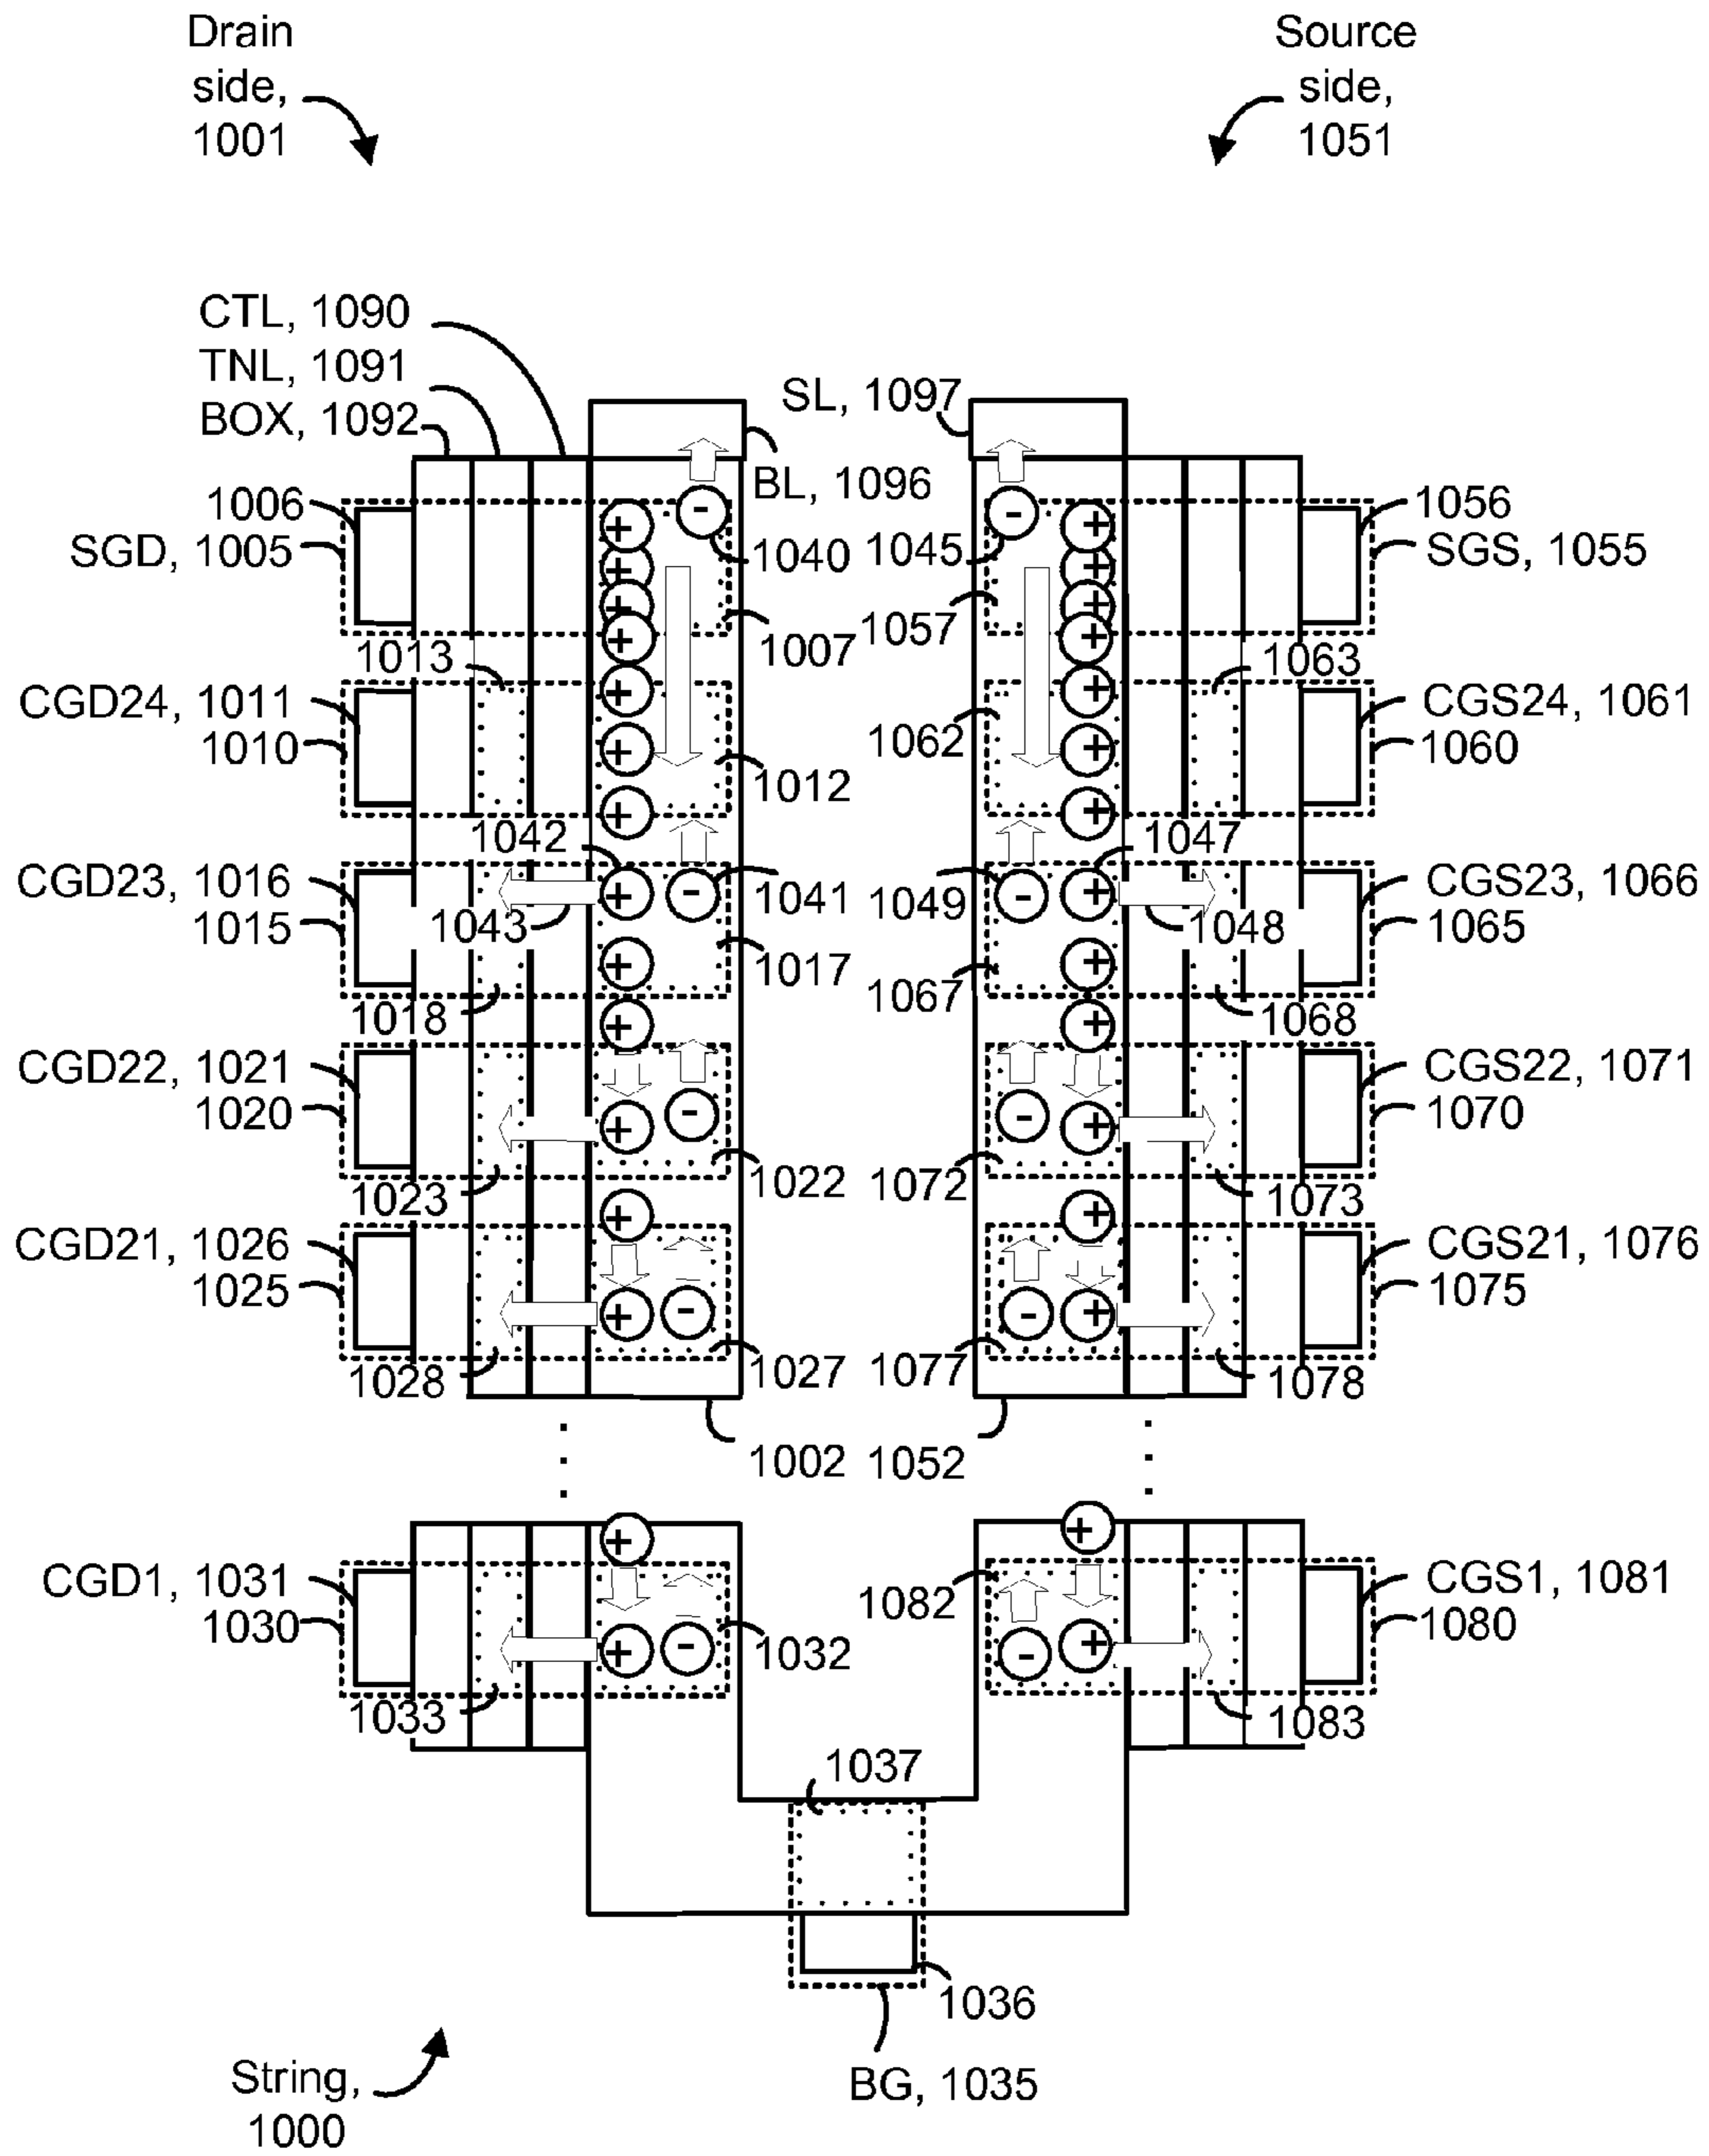 Drain
side,
1001
Source
side,
1051
CTL, 1090
TNL, 1091
BOX, 1092
SL, 1097
BL, 1096
1006
SGD, 1005
1040
1045
1056
SGS, 1055
1007
1057
1013
1063
CGD24, 1011
1010
1012
1062
CGS24, 1061
1060
1042
1047
CGD23, 1016
1015
1043
1041
1049
1048
CGS23, 1066
1065
1017
1067
1018
1068
CGD22, 1021
1020
CGS22, 1071
1070
1022
1072
1023
1073
CGD21, 1026
1025
CGS21, 1076
1075
1027
1077
1028
1078
1002
1052
CGD1, 1031
1030
1032
1082
CGS1, 1081
1080
1033
1083
1037
1036
BG, 1035
String,
1000